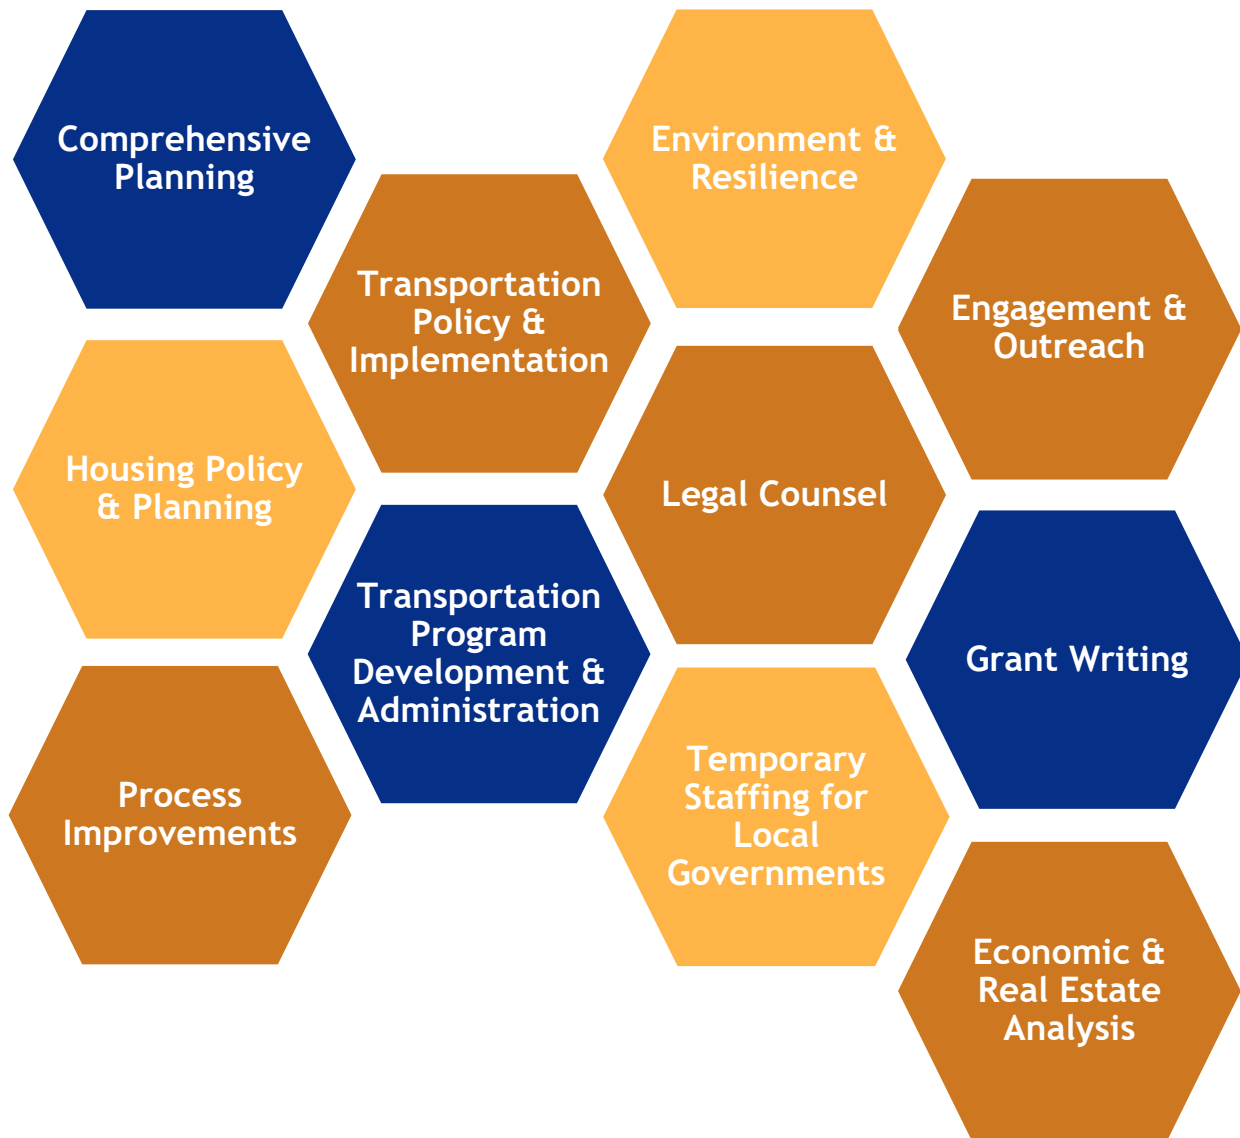 Comprehensive
Planning
Environment &
Resilience
Transportation
Policy &
Implementation
Engagement &
Outreach
Housing Policy
& Planning
Legal Counsel
Transportation
Program
Development &
Administration
Grant Writing
Process
Improvements
Temporary
Staffing for
Local
Governments
Economic &
Real Estate
Analysis